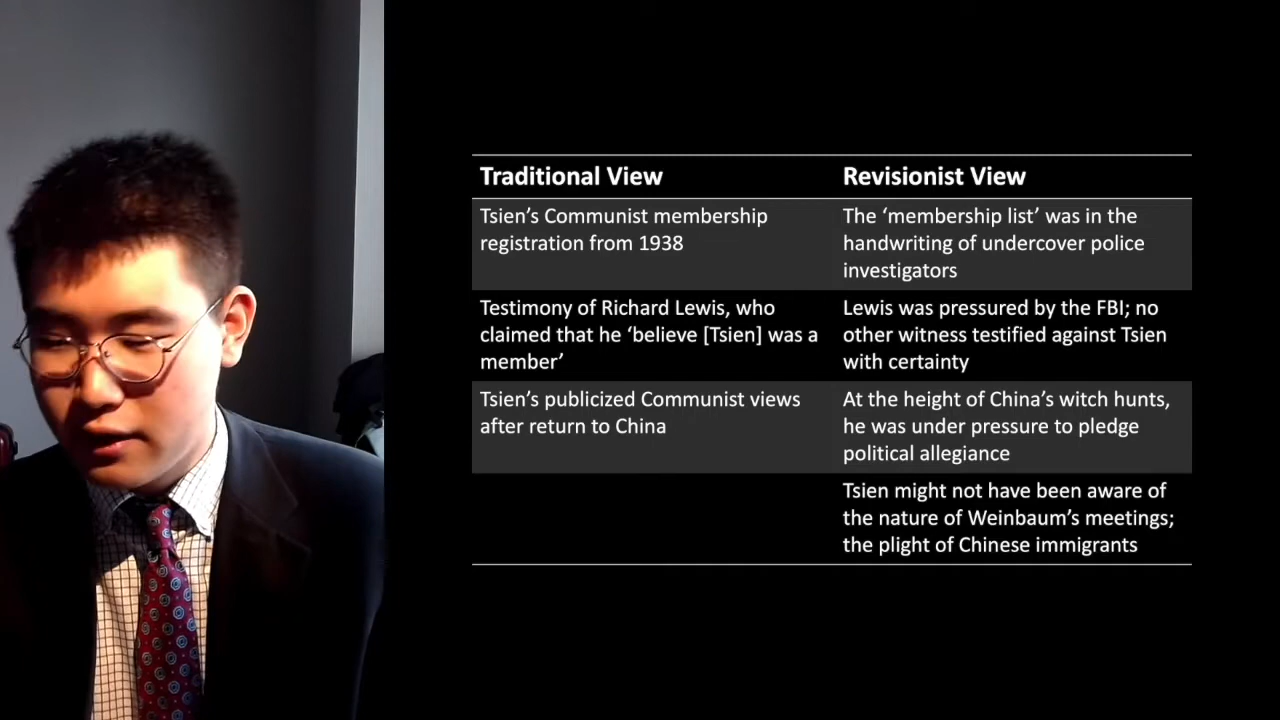 Traditional View
Revisionist View
Tsien's Communist membership
registration from 1938
The ‘membership list’ was in the
handwriting of undercover police
investigators
Testimony of Richard Lewis, who
claimed that he ‘believe [Tsien] was a
member’
Lewis was pressured by the FBI; no
other witness testified against Tsien
with certainty
Tsien's publicized Communist views
after return to China
At the height of China's witch hunts,
he was under pressure to pledge
political allegiance
Tsien might not have been aware of
the nature of Weinbaum's meetings;
the plight of Chinese immigrants